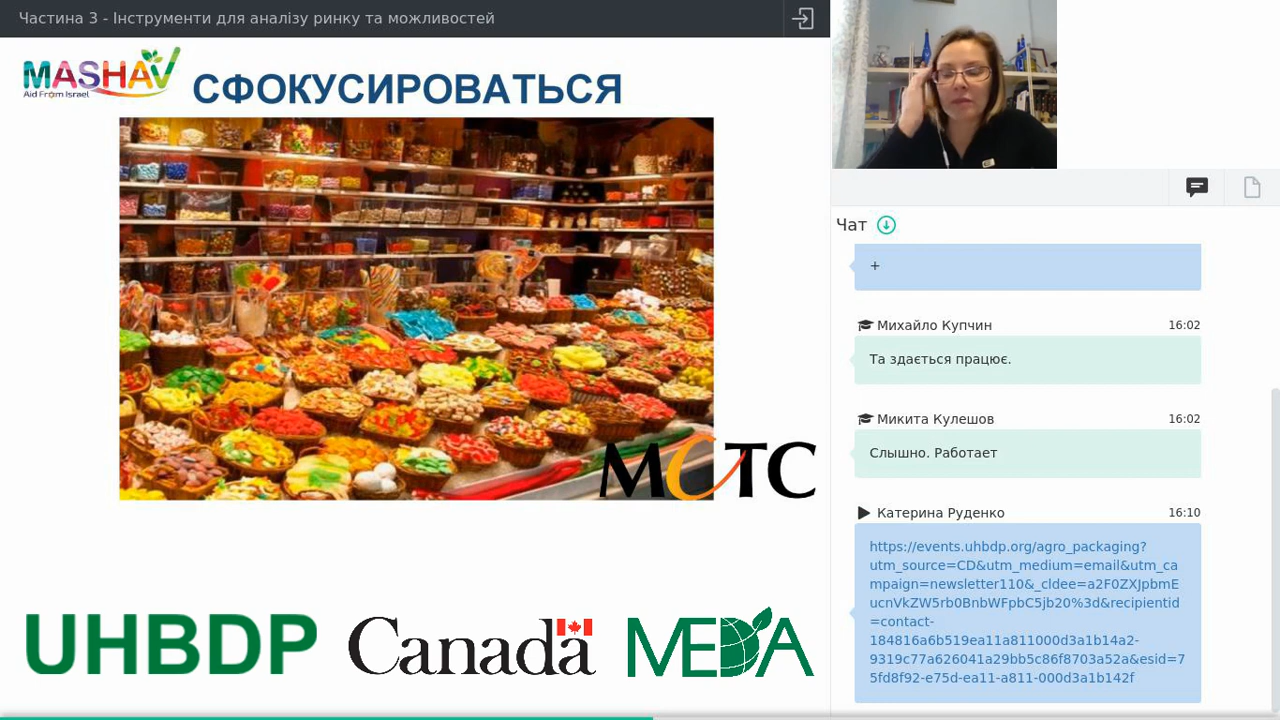 Частина 3 - Інструменти для аналізу ринку та можливостей
MASHAV
Aid From Israel
СФОКУСИРОВАТЬСЯ
MCTC
UHBDP
Canada
MEDA
Чат
+
Михайло Купчин 16:02
Та здається працює.
Микита Кулешов 16:02
Слышно. Работает
Катерина Руденко 16:10
https://events.uhbdp.org/agro_packaging?
utm_source=CD&utm_medium=email&utm_ca
mpaign=newsletter110&_cldee=a2F0ZXJpbmE
ucnVkZW5rb0BnbWFpbC5jb20%3d&recipientid
=contact-
184816a6b519ea11a811000d3a1b14a2-
9319c77a626041a29bb5c86f8703a52a&esid=7
5fd8f92-e75d-ea11-a811-000d3a1b142f